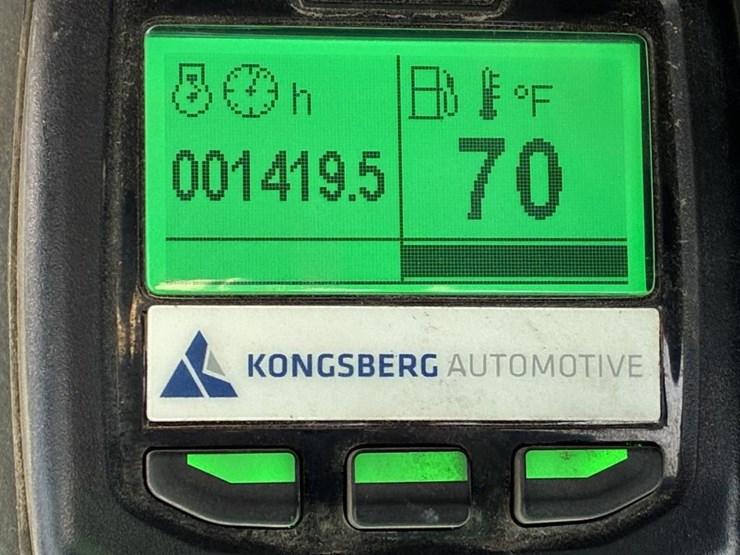 h
°F
001419.5
70
KONGSBERG AUTOMOTIVE